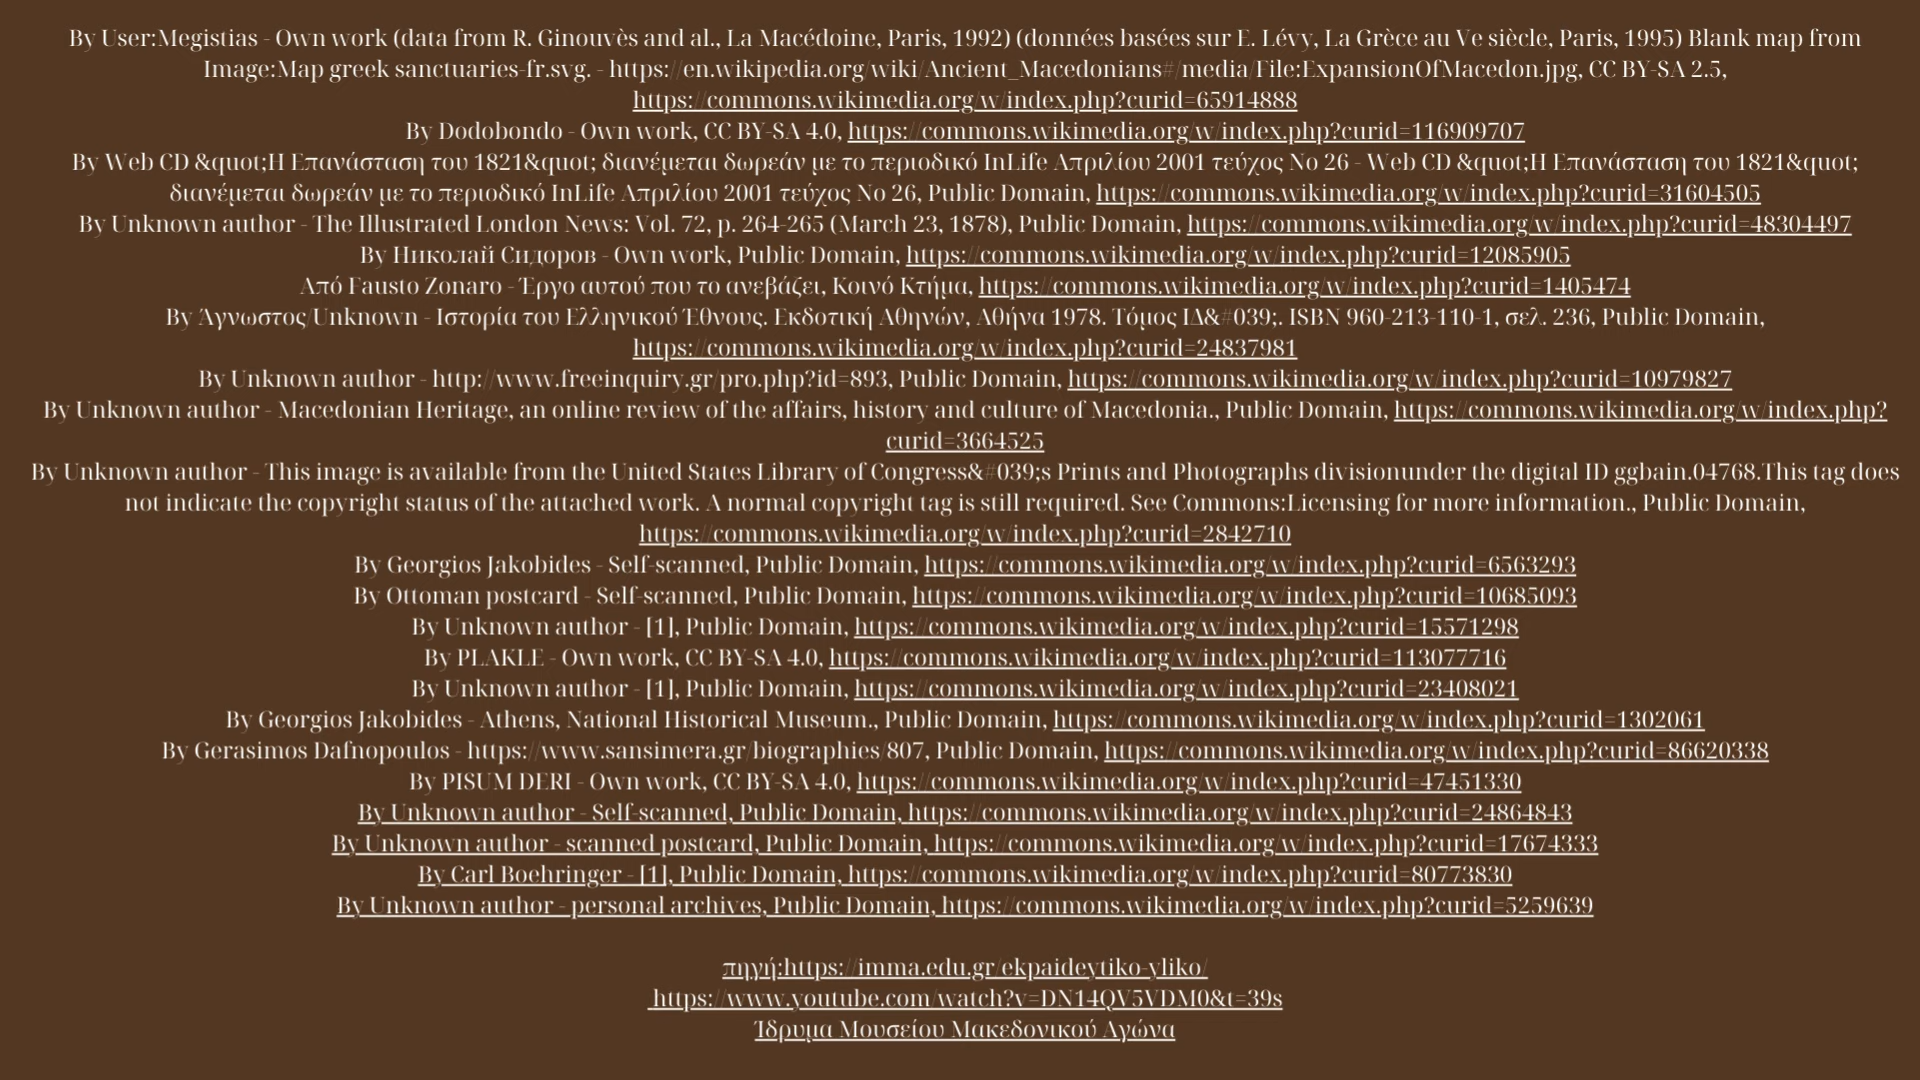 By User:Megistias - Own work (data from R. Ginouvès and al., La Macédoine, Paris, 1992) (données basées sur E. Lévy, La Grèce au Ve siècle, Paris, 1995) Blank map from
Image:Map greek sanctuaries-fr.svg. - https://en.wikipedia.org/wiki/Ancient_Macedonians#/media/File:ExpansionOfMacedon.jpg, CC BY-SA 2.5,
https://commons.wikimedia.org/w/index.php?curid=65914888
By Dodobondo - Own work, CC BY-SA 4.0, https://commons.wikimedia.org/w/index.php?curid=116909707
By Web CD &quot;Η Επανάσταση του 1821&quot; διανέμεται δωρεάν με το περιοδικό InLife Απριλίου 2001 τεύχος Νο 26 - Web CD &quot;Η Επανάσταση του 1821&quot;
διανέμεται δωρεάν με το περιοδικό InLife Απριλίου 2001 τεύχος Νο 26, Public Domain, https://commons.wikimedia.org/w/index.php?curid=31604505
By Unknown author - The Illustrated London News: Vol. 72, p. 264-265 (March 23, 1878), Public Domain, https://commons.wikimedia.org/w/index.php?curid=48304497
By Николай Сидоров - Own work, Public Domain, https://commons.wikimedia.org/w/index.php?curid=12085905
Από Fausto Zonaro - Έργο αυτού που το ανεβάζει, Κοινό Κτήμα, https://commons.wikimedia.org/w/index.php?curid=1405474
By Άγνωστος/Unknown - Ιστορία του Ελληνικού Έθνους. Εκδοτική Αθηνών, Αθήνα 1978. Τόμος ΙΔ&#039;. ISBN 960-213-110-1, σελ. 236, Public Domain,
https://commons.wikimedia.org/w/index.php?curid=24837981
By Unknown author - http://www.freeinquiry.gr/pro.php?id=893, Public Domain, https://commons.wikimedia.org/w/index.php?curid=10979827
By Unknown author - Macedonian Heritage, an online review of the affairs, history and culture of Macedonia., Public Domain, https://commons.wikimedia.org/w/index.php?
curid=3664525
By Unknown author - This image is available from the United States Library of Congress&#039;s Prints and Photographs divisionunder the digital ID ggbain.04768.This tag does
not indicate the copyright status of the attached work. A normal copyright tag is still required. See Commons:Licensing for more information., Public Domain,
https://commons.wikimedia.org/w/index.php?curid=2842710
By Georgios Jakobides - Self-scanned, Public Domain, https://commons.wikimedia.org/w/index.php?curid=6563293
By Ottoman postcard - Self-scanned, Public Domain, https://commons.wikimedia.org/w/index.php?curid=10685093
By Unknown author - [1], Public Domain, https://commons.wikimedia.org/w/index.php?curid=15571298
By PLAKLE - Own work, CC BY-SA 4.0, https://commons.wikimedia.org/w/index.php?curid=113077716
By Unknown author - [1], Public Domain, https://commons.wikimedia.org/w/index.php?curid=23408021
By Georgios Jakobides - Athens, National Historical Museum., Public Domain, https://commons.wikimedia.org/w/index.php?curid=1302061
By Gerasimos Dafnopoulos - https://www.sansimera.gr/biographies/807, Public Domain, https://commons.wikimedia.org/w/index.php?curid=86620338
By PISUM DERI - Own work, CC BY-SA 4.0, https://commons.wikimedia.org/w/index.php?curid=47451330
By Unknown author - Self-scanned, Public Domain, https://commons.wikimedia.org/w/index.php?curid=24864843
By Unknown author - scanned postcard, Public Domain, https://commons.wikimedia.org/w/index.php?curid=17674333
By Carl Boehringer - [1], Public Domain, https://commons.wikimedia.org/w/index.php?curid=80773830
By Unknown author - personal archives, Public Domain, https://commons.wikimedia.org/w/index.php?curid=5259639
πηγή:https://imma.edu.gr/ekpaideytiko-yliko/
https://www.youtube.com/watch?v=DN14QV5VDM0&t=39s
Ίδρυμα Μουσείου Μακεδονικού Αγώνα